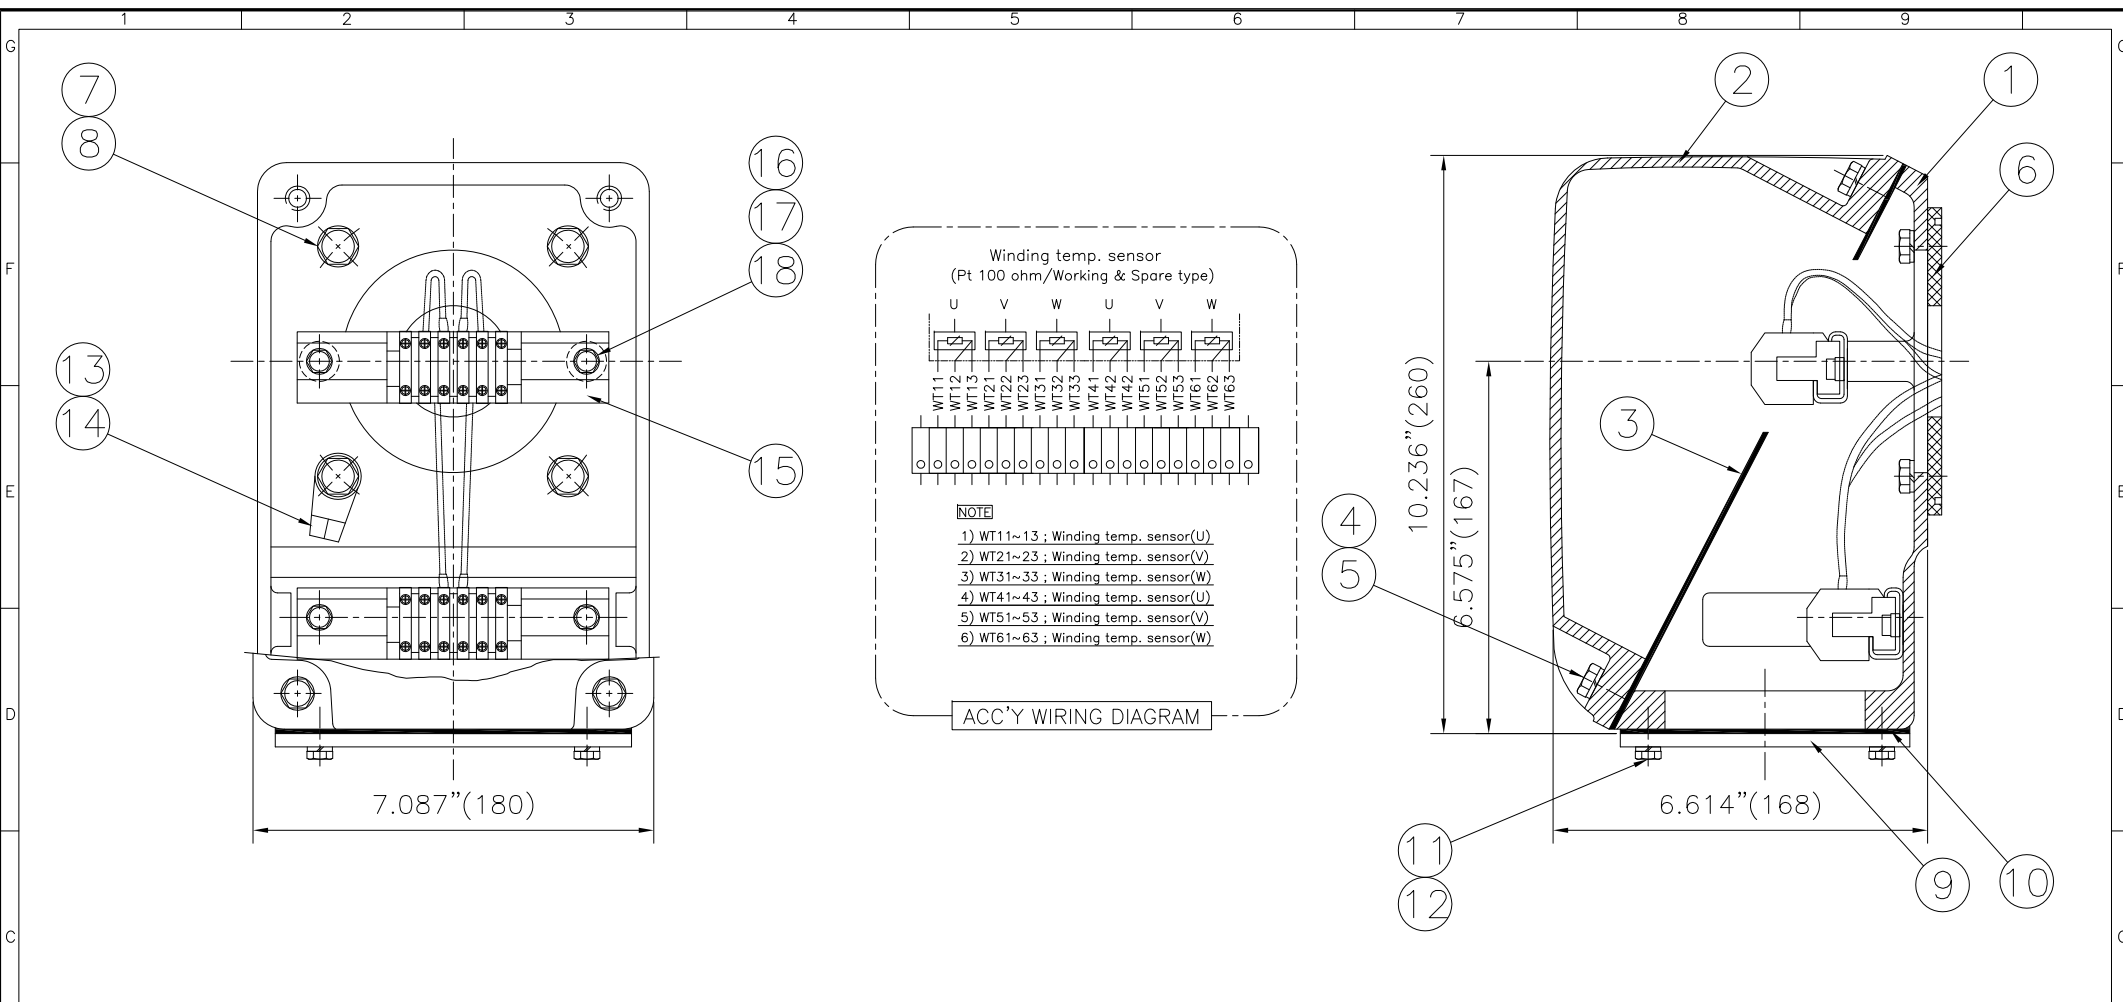 1 2 3 4 5 6 7 8 9
G
F
E
D
C
7
8
13
14
16
17
18
15
7.087"(180)
Winding temp. sensor
(Pt 100 ohm/Working & Spare type)
U V W U V W
WT11 WT12 WT13 WT21 WT22 WT23 WT31 WT32 WT33 WT41 WT42 WT42 WT51 WT52 WT53 WT61 WT62 WT63
NOTE
1) WT11~13 ; Winding temp. sensor(U)
2) WT21~23 ; Winding temp. sensor(V)
3) WT31~33 ; Winding temp. sensor(W)
4) WT41~43 ; Winding temp. sensor(U)
5) WT51~53 ; Winding temp. sensor(V)
6) WT61~63 ; Winding temp. sensor(W)
ACC'Y WIRING DIAGRAM
2
1
6
3
4
5
10.236"(260)
6.575"(167)
6.614"(168)
11
12
9
10